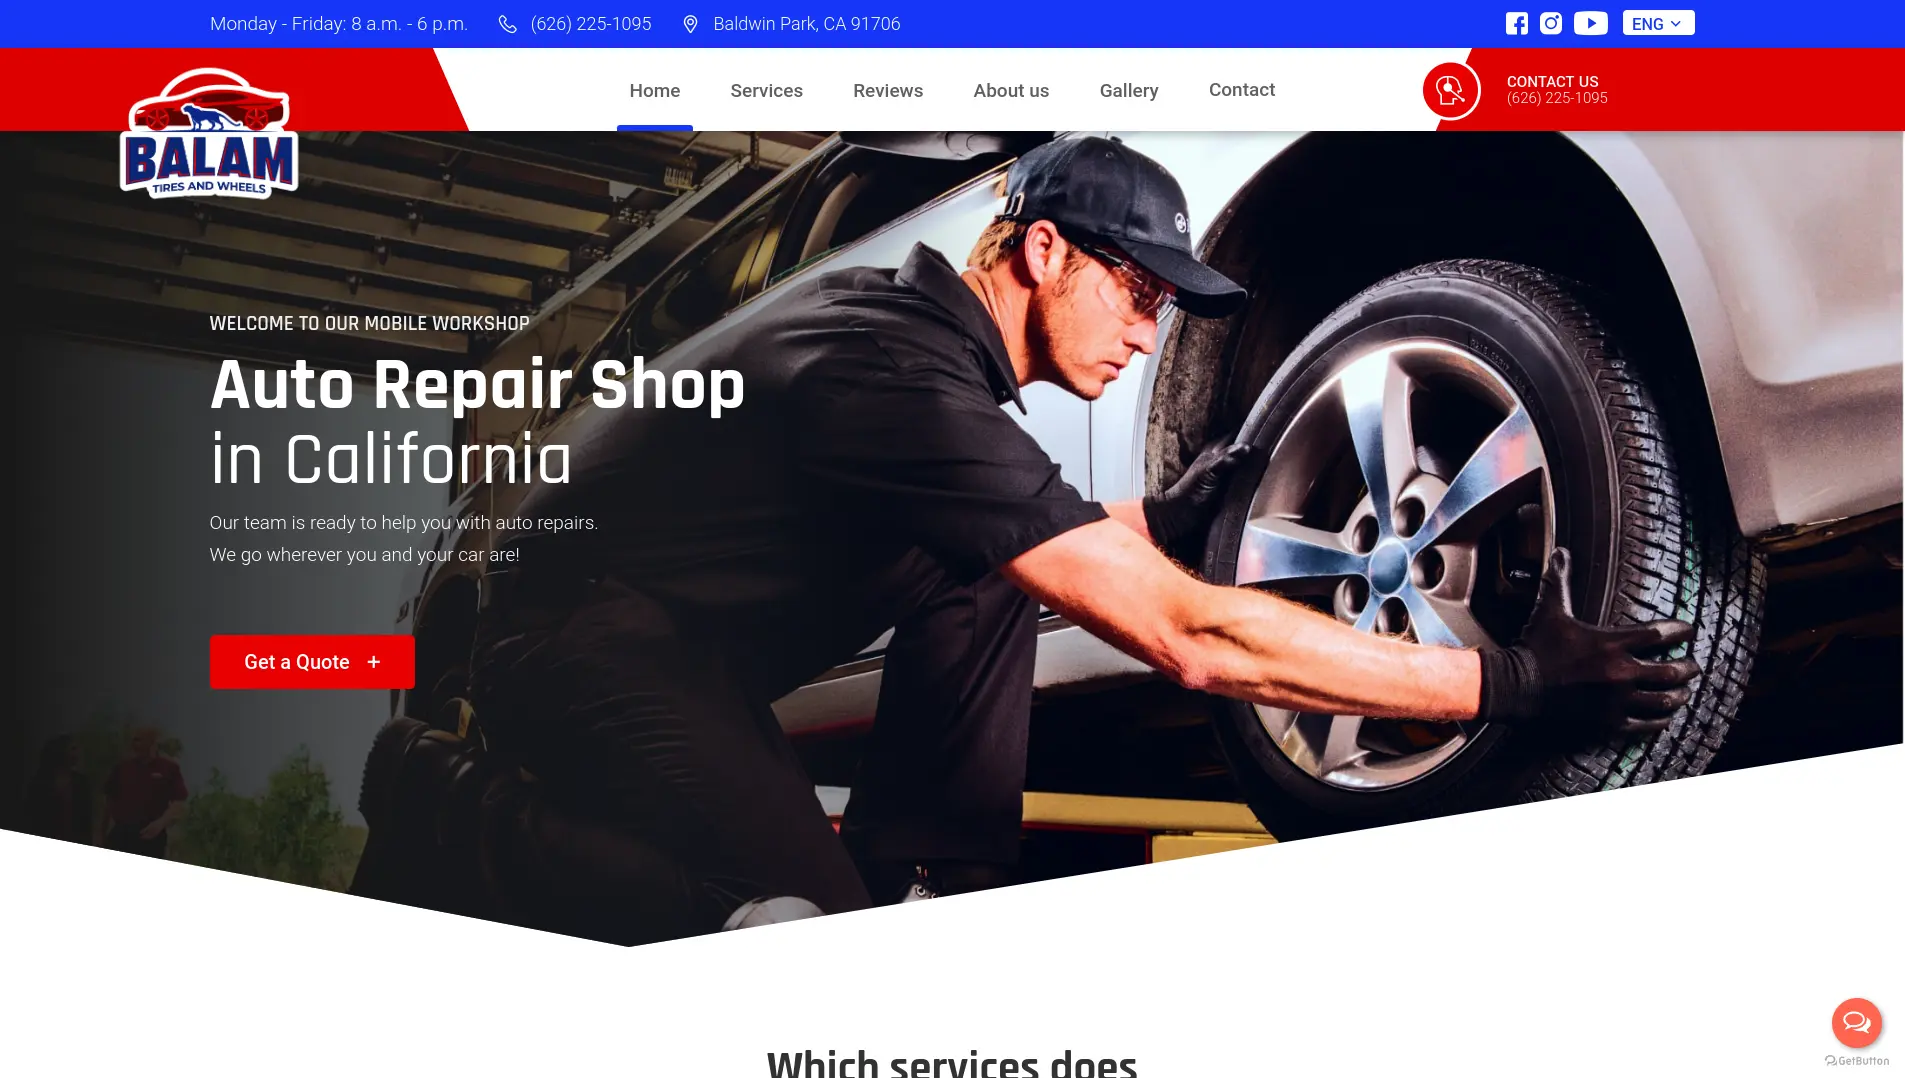 Monday - Friday: 8 a.m. - 6 p.m.
(626) 225-1095
Baldwin Park, CA 91706
ENG
BALAM
TIRES AND WHEELS
Home
Services
Reviews
About us
Gallery
Contact
CONTACT US
(626) 225-1095
WELCOME TO OUR MOBILE WORKSHOP
Auto Repair Shop
in California
Our team is ready to help you with auto repairs.
We go wherever you and your car are!
Get a Quote +
Which services does
GetButton